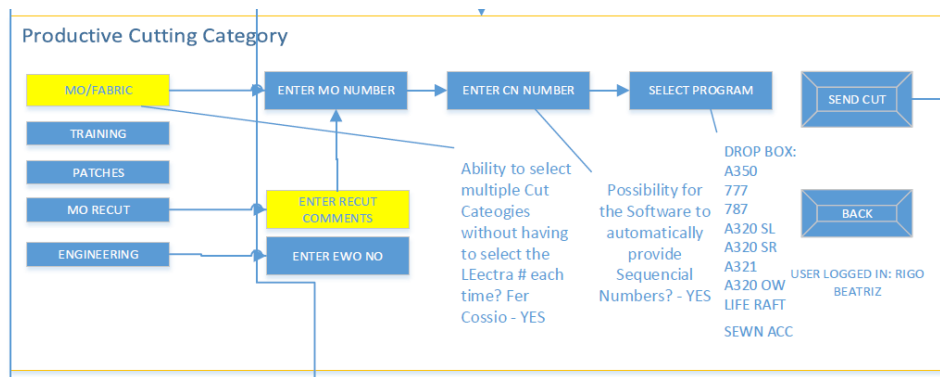 Productive Cutting Category
MO/FABRIC
TRAINING
PATCHES
MO RECUT
ENGINEERING
ENTER MO NUMBER
ENTER RECUT
COMMENTS
ENTER EWO NO
ENTER CN NUMBER
SELECT PROGRAM
SEND CUT
BACK
Ability to select
multiple Cut
Cateogies
without having
to select the
LEectra # each
time? Fer
Cossio - YES
Possibility for
the Software to
automatically
provide
Sequencial
Numbers? - YES
DROP BOX:
A350
777
787
A320 SL
A320 SR
A321
A320 OW
LIFE RAFT
SEWN ACC
USER LOGGED IN: RIGO
BEATRIZ